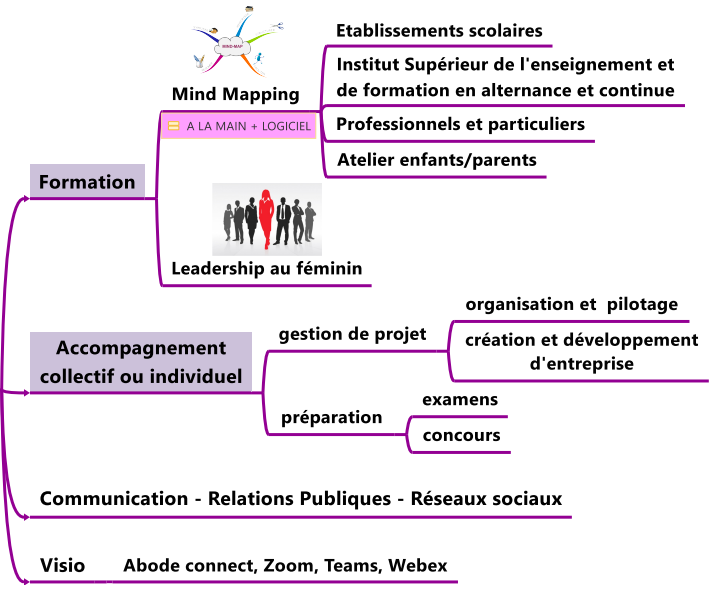 MIND-MAP
Mind Mapping
A LA MAIN + LOGICIEL
Etablissements scolaires
Institut Supérieur de l'enseignement et
de formation en alternance et continue
Professionnels et particuliers
Atelier enfants/parents
Formation
Leadership au féminin
Accompagnement
collectif ou individuel
gestion de projet
organisation et  pilotage
création et développement
d'entreprise
préparation
examens
concours
Communication - Relations Publiques - Réseaux sociaux
Visio
Abode connect, Zoom, Teams, Webex